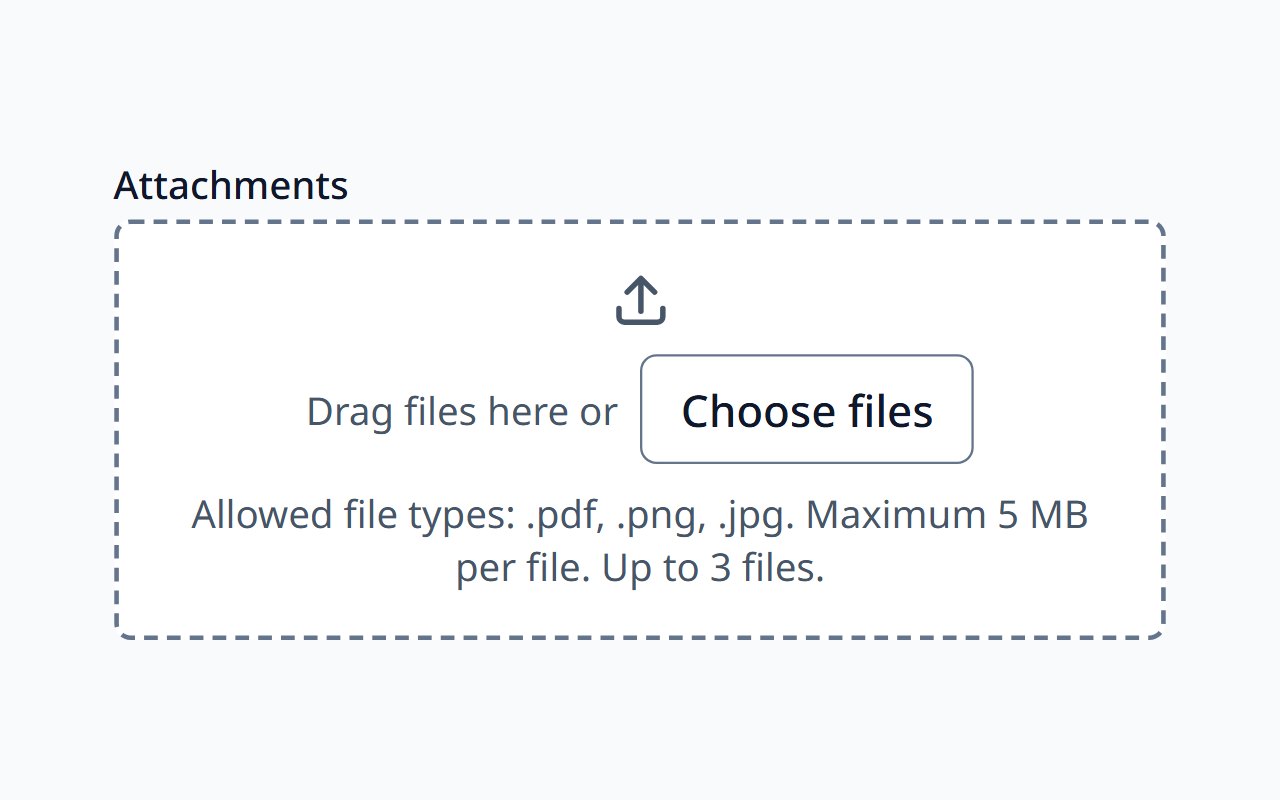 Attachments
Drag files here or Choose files
Allowed file types: .pdf, .png, .jpg. Maximum 5 MB
per file. Up to 3 files.